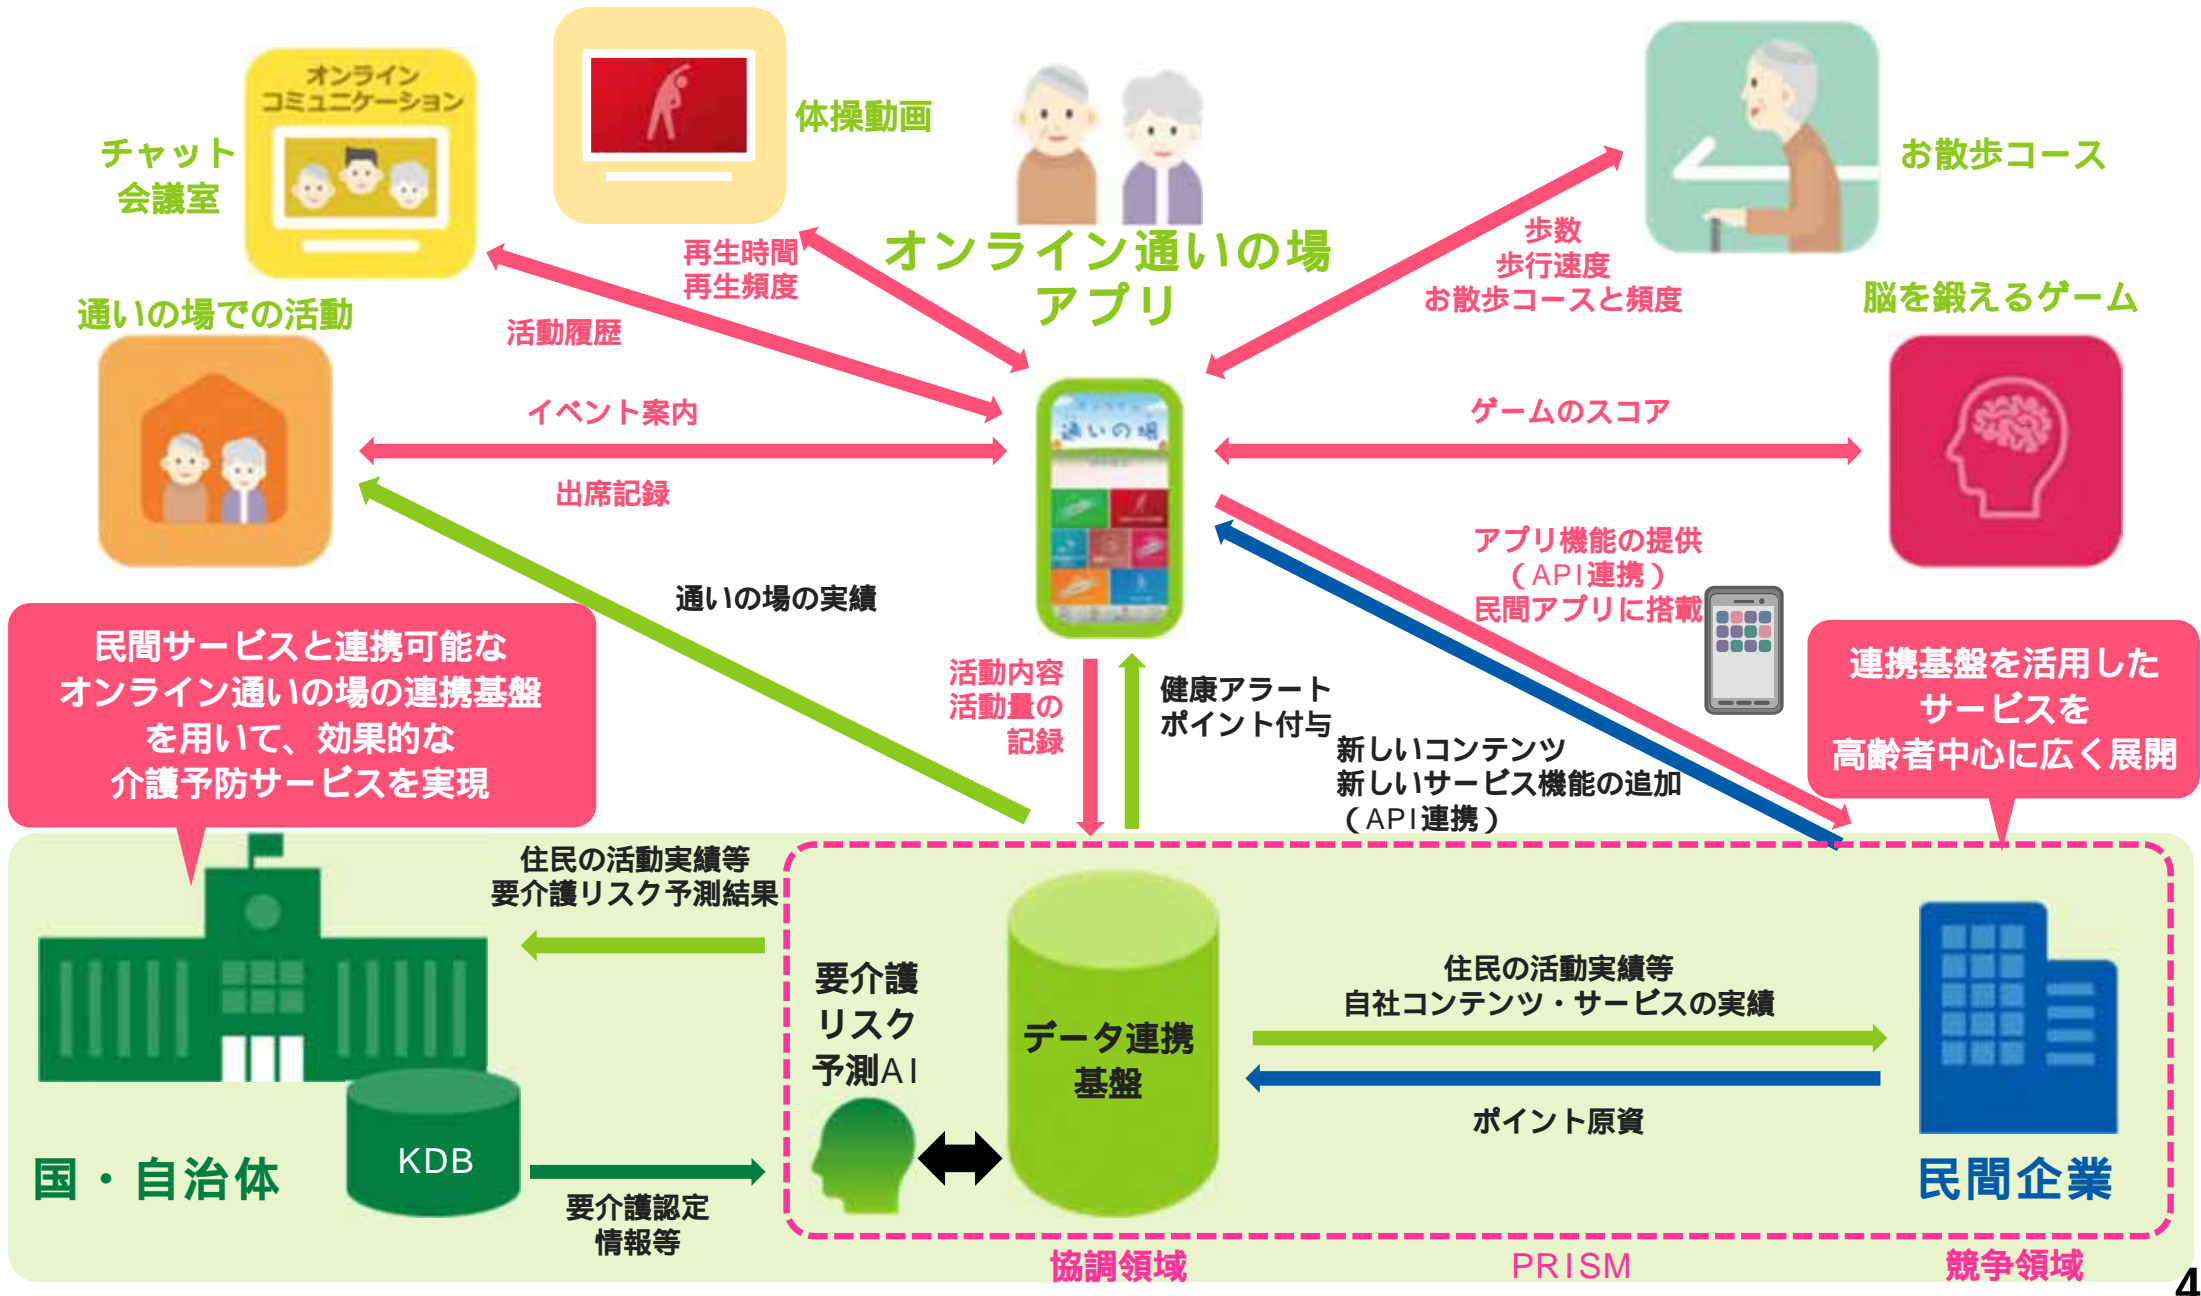 オンライン
コミュニケーション
チャット
会議室
体操動画
お散歩コース
オンライン通いの場
アプリ
再生時間
再生頻度
歩数
歩行速度
お散歩コースと頻度
脳を鍛えるゲーム
通いの場での活動
活動履歴
イベント案内
出席記録
ゲームのスコア
通いの場
アプリ機能の提供
（API連携）
民間アプリに搭載
通いの場の実績
民間サービスと連携可能な
オンライン通いの場の連携基盤
を用いて、効果的な
介護予防サービスを実現
活動内容
活動量の
記録
健康アラート
ポイント付与
新しいコンテンツ
新しいサービス機能の追加
（API連携）
連携基盤を活用した
サービスを
高齢者中心に広く展開
住民の活動実績等
要介護リスク予測結果
要介護
リスク
予測AI
データ連携
基盤
住民の活動実績等
自社コンテンツ・サービスの実績
ポイント原資
国・自治体
KDB
要介護認定
情報等
民間企業
協調領域
PRISM
競争領域
4